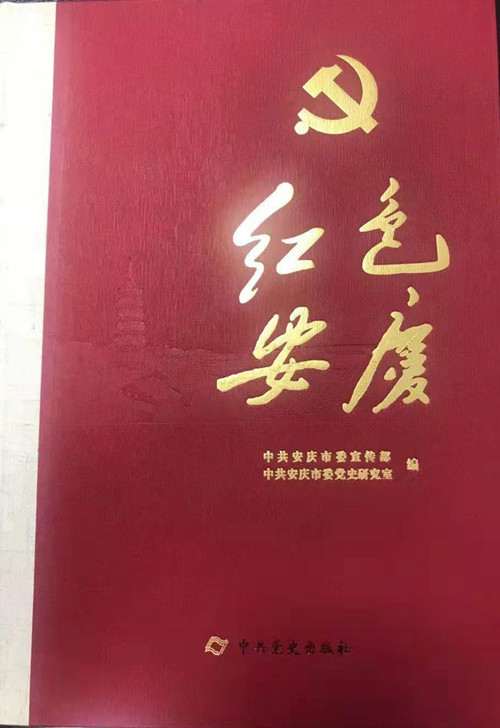 红色
安庆
中共安庆市委宣传部
中共安庆市委党史研究室
编
中共党史出版社